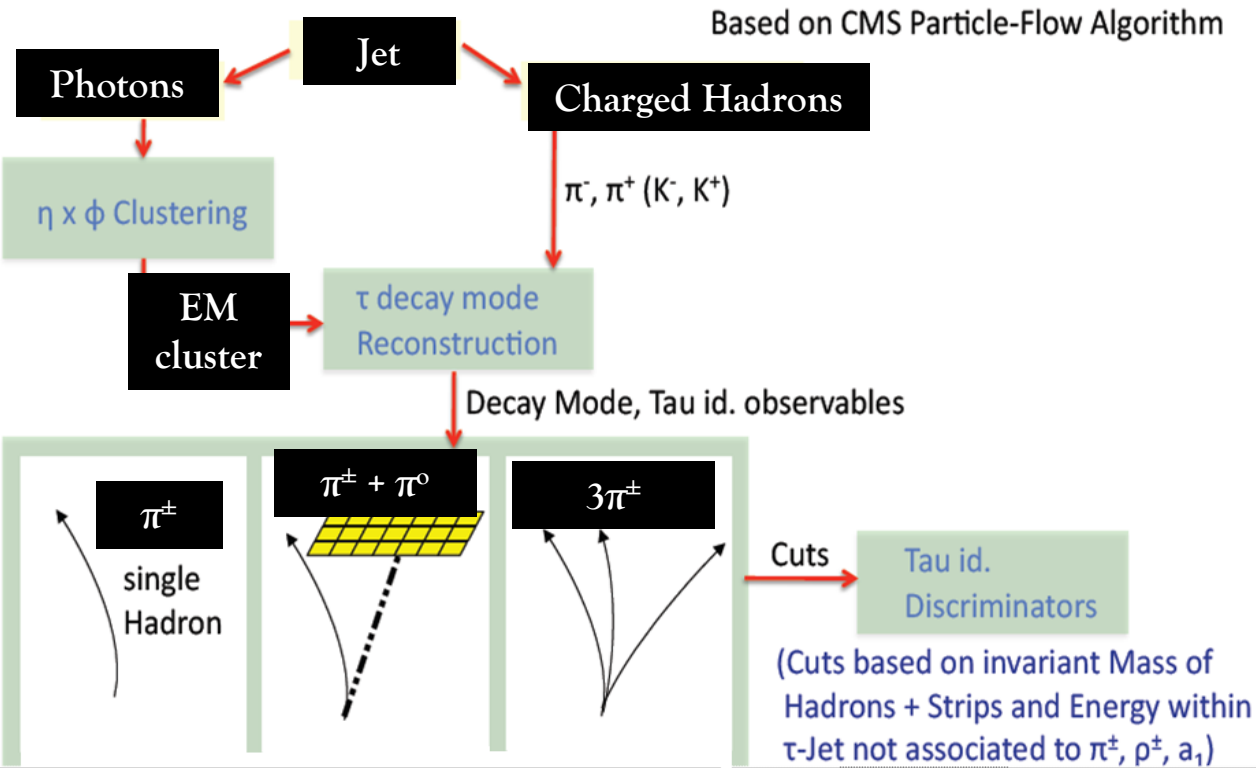 Based on CMS Particle-Flow Algorithm
Jet
Photons
Charged Hadrons
π⁻, π⁺ (K⁻, K⁺)
η x ϕ Clustering
EM
cluster
τ decay mode
Reconstruction
Decay Mode, Tau id. observables
π±
single
Hadron
π± + π⁰
3π±
Cuts
Tau id.
Discriminators
(Cuts based on invariant Mass of
Hadrons + Strips and Energy within
τ-Jet not associated to π±, ρ±, a₁)